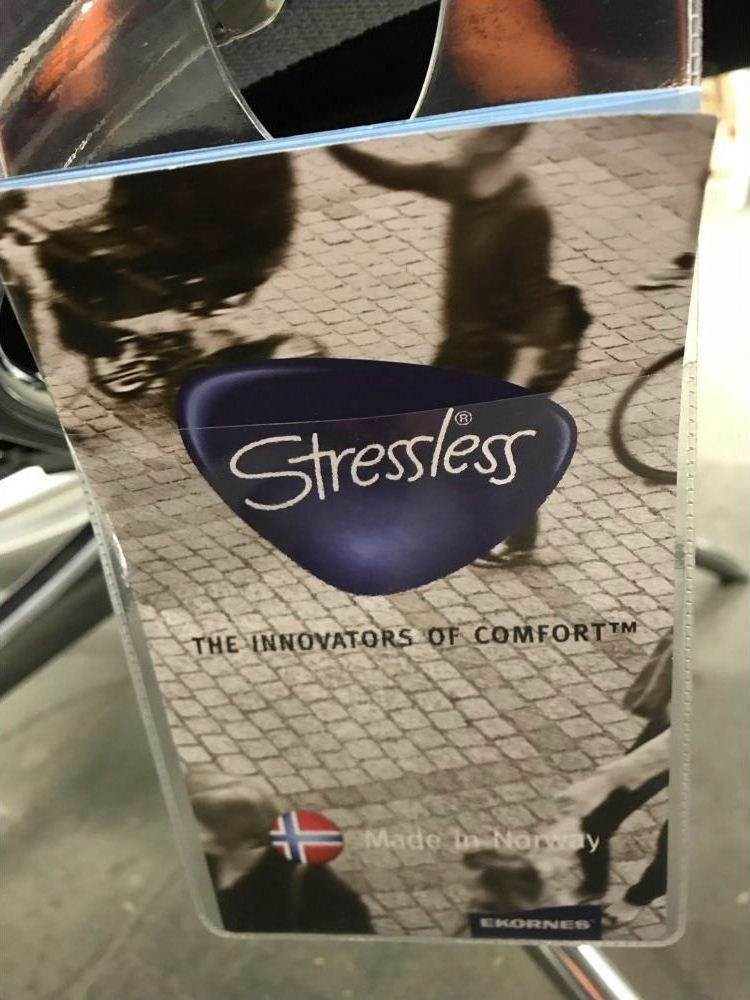 Stressless®
THE INNOVATORS OF COMFORT™
Made In Norway
EKORNES